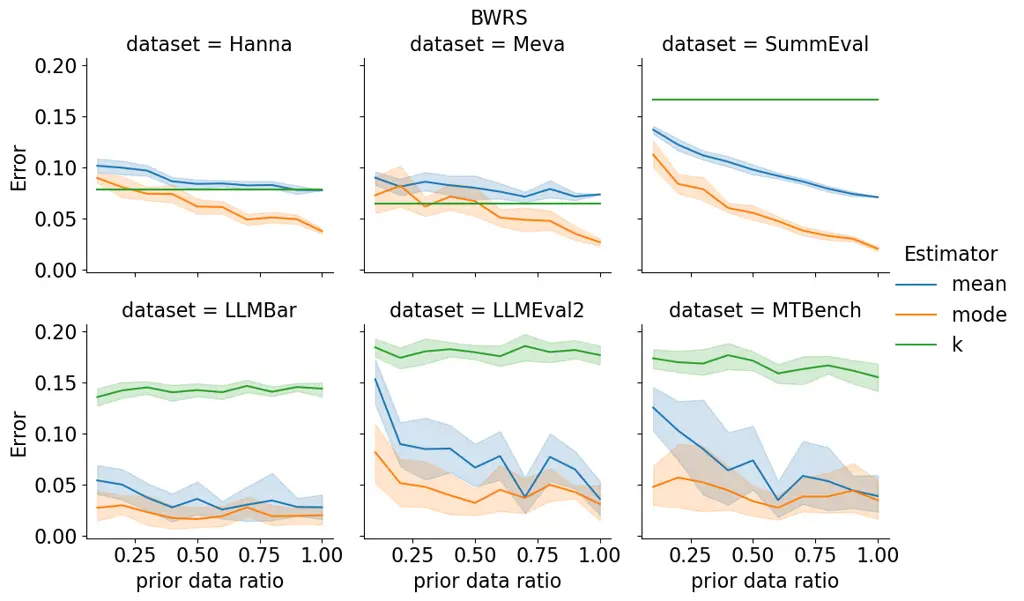 BWRS
dataset = Hanna
dataset = Meva
dataset = SummEval
0.20
0.15
0.10
0.05
0.00
Error
Estimator
mean
mode
k
dataset = LLMBar
dataset = LLMEval2
dataset = MTBench
0.20
0.15
0.10
0.05
0.00
Error
0.25 0.50 0.75 1.00
0.25 0.50 0.75 1.00
0.25 0.50 0.75 1.00
prior data ratio
prior data ratio
prior data ratio